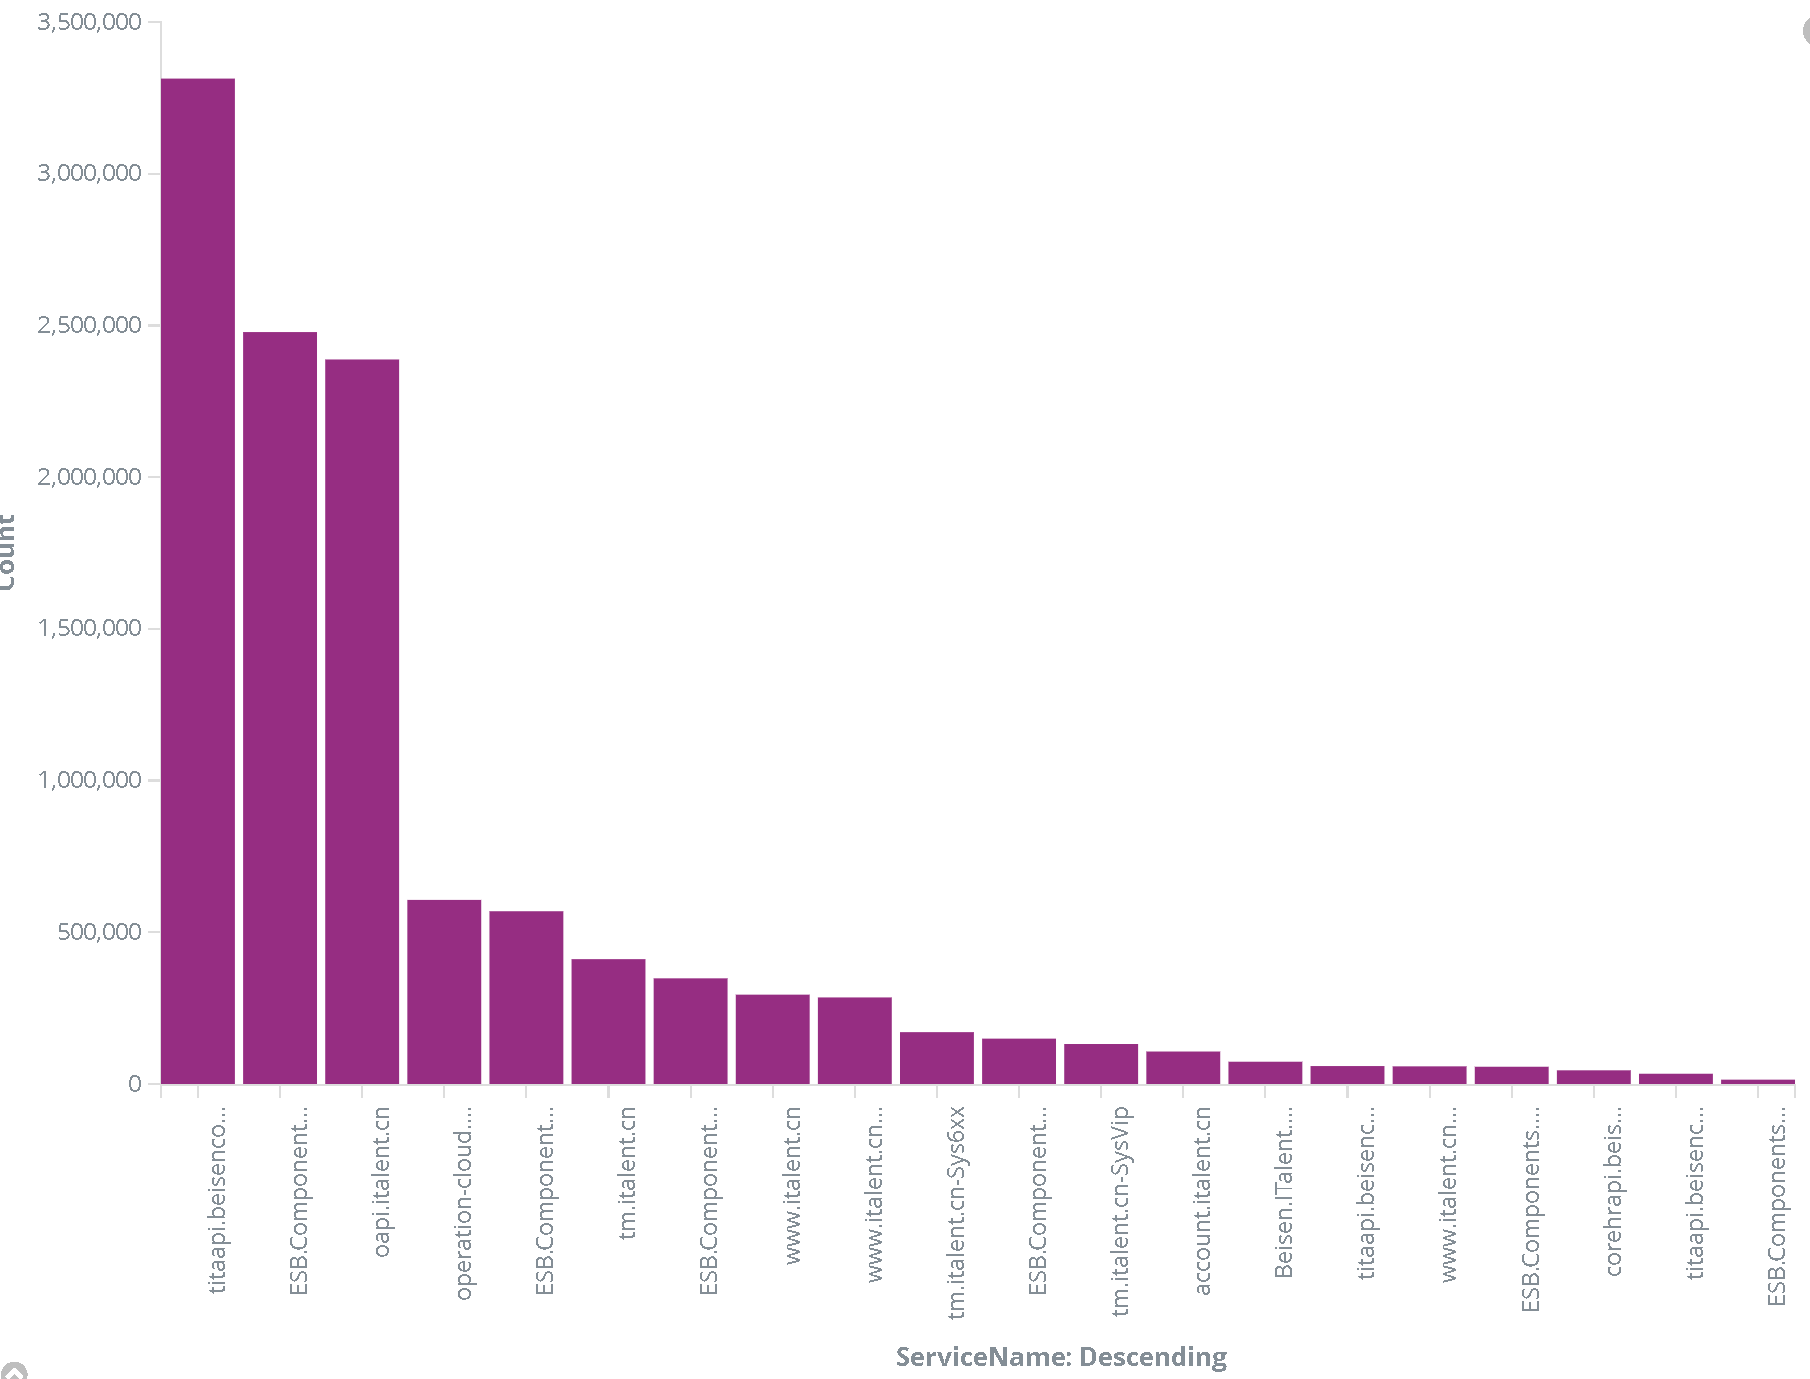 3,500,000
3,000,000
2,500,000
2,000,000
1,500,000
1,000,000
500,000
0
Count
titaapi.beisenco...
ESB.Component...
oapi.italent.cn
operation-cloud....
ESB.Component...
tm.italent.cn
ESB.Component...
www.italent.cn
www.italent.cn...
tm.italent.cn-Sys6xx
ESB.Component...
tm.italent.cn-SysVip
account.italent.cn
Beisen.ITalent....
titaapi.beisenc...
www.italent.cn...
ESB.Components....
corehrapi.beis...
titaapi.beisenc...
ESB.Components...
ServiceName: Descending